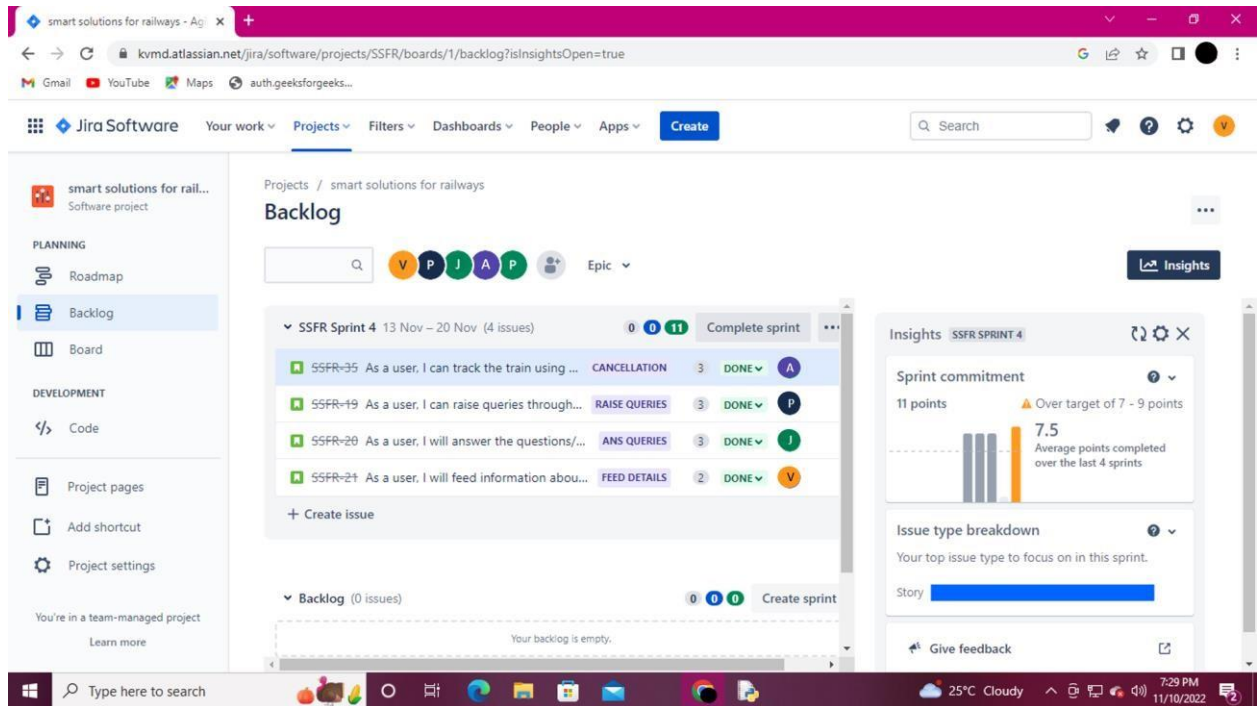 smart solutions for railways - Ag
kvmd.atlassian.net/jira/software/projects/SSFR/boards/1/backlog?isInsightsOpen=true
G
Gmail YouTube Maps auth.geeksforgeeks...
Jira Software Your work Projects Filters Dashboards People Apps Create Search V
smart solutions for rail...
Software project
PLANNING
Roadmap
Backlog
Board
DEVELOPMENT
Code
Project pages
Add shortcut
Project settings
You're in a team-managed project
Learn more
Projects / smart solutions for railways
Backlog
V P J A P Epic
Insights
SSFR Sprint 4 13 Nov – 20 Nov (4 issues) 0 0 11 Complete sprint
SSFR-35 As a user, I can track the train using ... CANCELLATION 3 DONE A
SSFR-19 As a user, I can raise queries through... RAISE QUERIES 3 DONE P
SSFR-20 As a user, I will answer the questions/... ANS QUERIES 3 DONE J
SSFR-21 As a user, I will feed information abou... FEED DETAILS 2 DONE V
+ Create issue
Backlog (0 issues) 0 0 0 Create sprint
Your backlog is empty.
Insights SSFR SPRINT 4
Sprint commitment
11 points Over target of 7 - 9 points
7.5
Average points completed
over the last 4 sprints
Issue type breakdown
Your top issue type to focus on in this sprint.
Story
Give feedback
Type here to search
25°C Cloudy
7:29 PM
11/10/2022
2